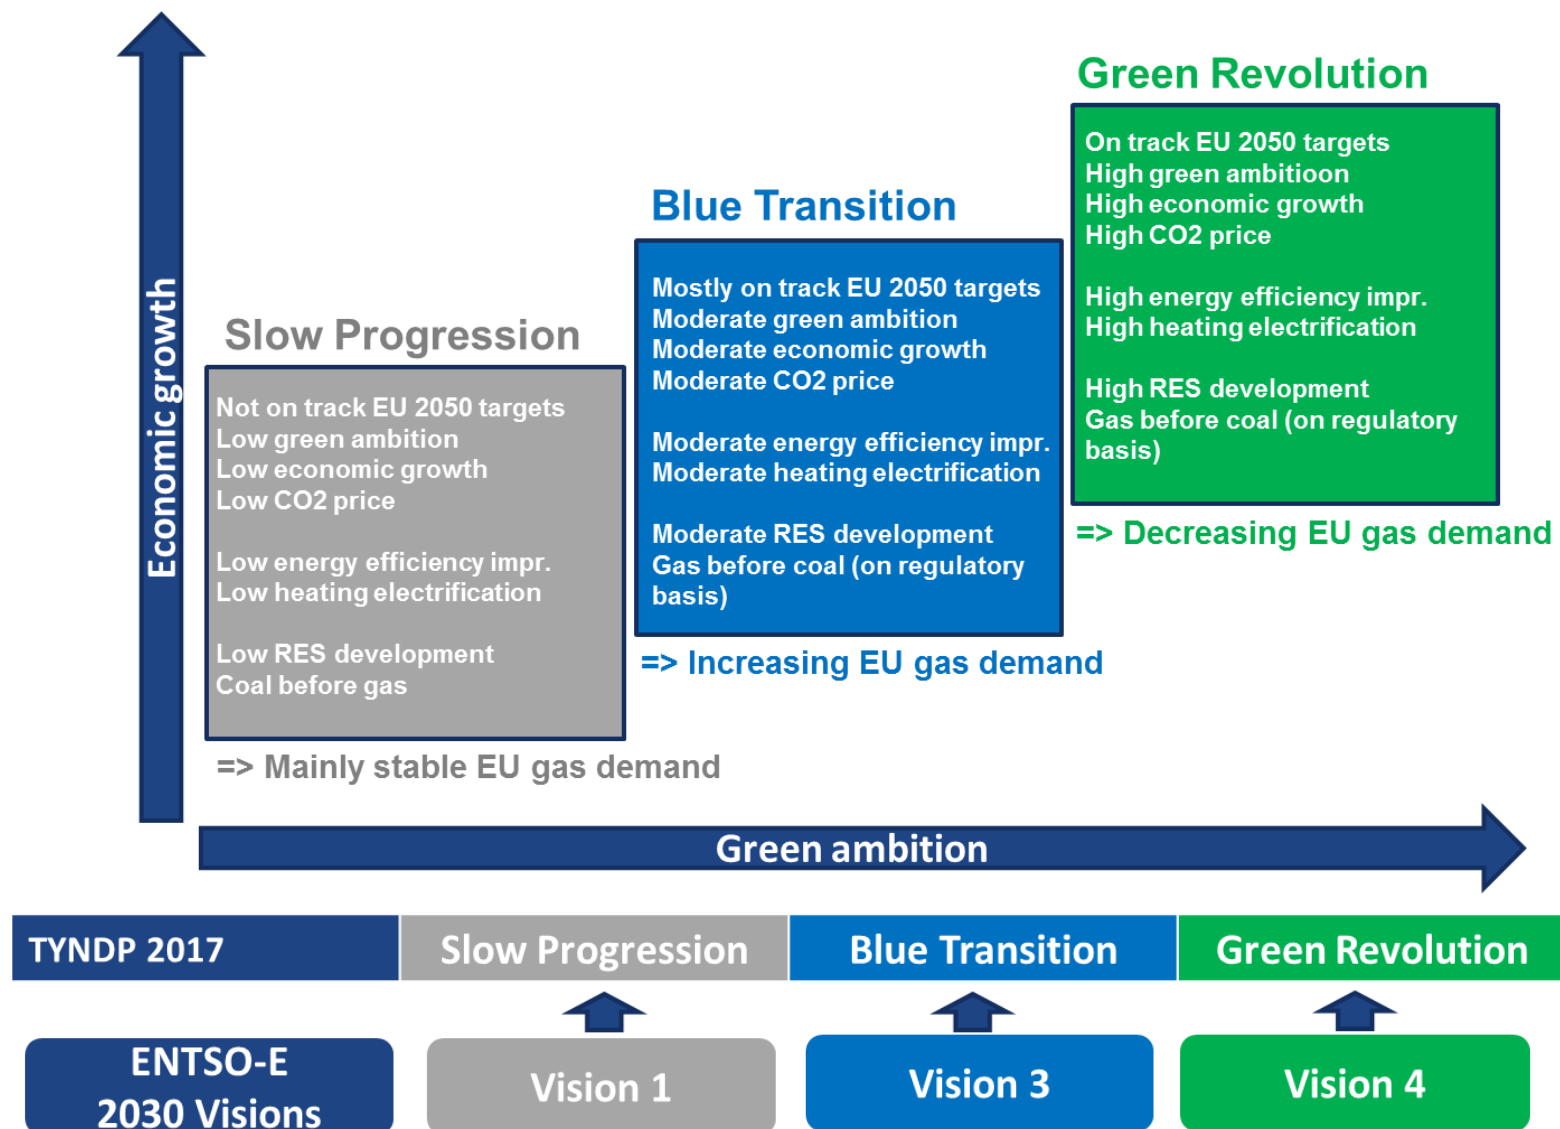 Economic growth
Green Revolution
On track EU 2050 targets
High green ambitioon
High economic growth
High CO2 price
High energy efficiency impr.
High heating electrification
High RES development
Gas before coal (on regulatory
basis)
=> Decreasing EU gas demand
Blue Transition
Mostly on track EU 2050 targets
Moderate green ambition
Moderate economic growth
Moderate CO2 price
Moderate energy efficiency impr.
Moderate heating electrification
Moderate RES development
Gas before coal (on regulatory
basis)
=> Increasing EU gas demand
Slow Progression
Not on track EU 2050 targets
Low green ambition
Low economic growth
Low CO2 price
Low energy efficiency impr.
Low heating electrification
Low RES development
Coal before gas
=> Mainly stable EU gas demand
Green ambition
TYNDP 2017
Slow Progression
Blue Transition
Green Revolution
ENTSO-E
2030 Visions
Vision 1
Vision 3
Vision 4